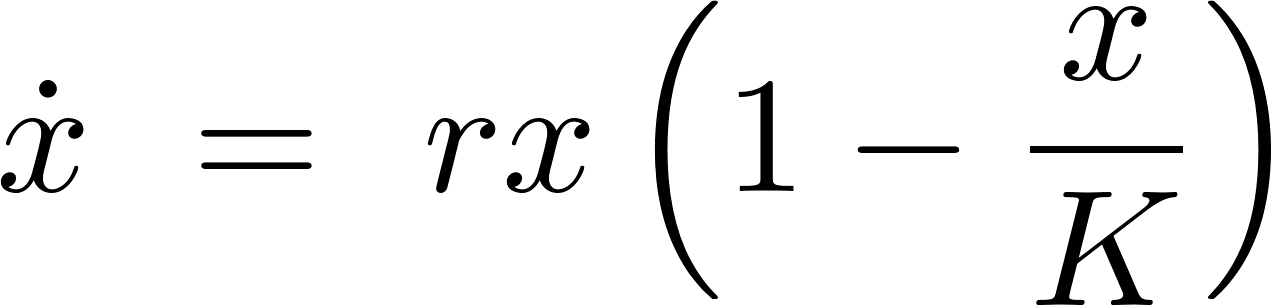 ẋ = rx (1 − x/K)